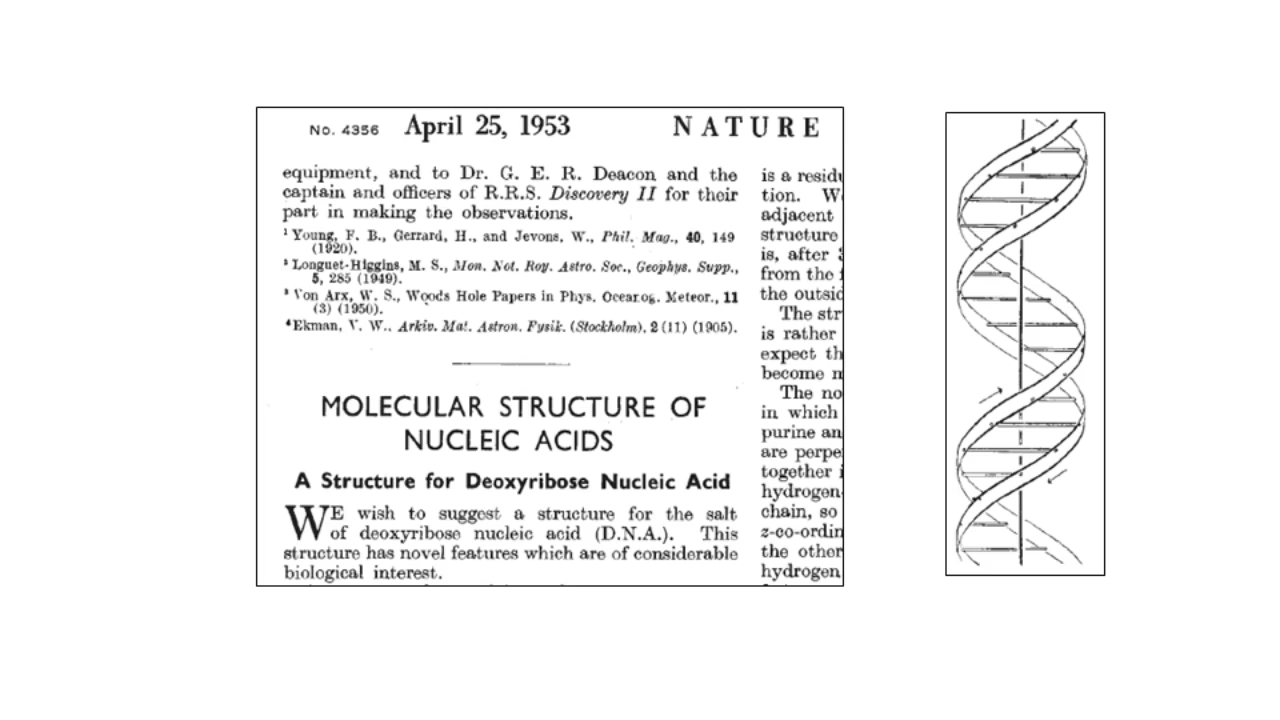 No. 4356 April 25, 1953 NATURE
equipment, and to Dr. G. E. R. Deacon and the
captain and officers of R.R.S. Discovery II for their
part in making the observations.
¹ Young, F. B., Gerrard, H., and Jevons, W., Phil. Mag., 40, 149
(1920).
² Longuet-Higgins, M. S., Mon. Not. Roy. Astro. Soc., Geophys. Supp.,
5, 285 (1949).
³ Von Arx, W. S., Woods Hole Papers in Phys. Ocearog. Meteor., 11
(3) (1950).
⁴ Ekman, V. W., Arkiv. Mat. Astron. Fysik. (Stockholm), 2 (11) (1905).
MOLECULAR STRUCTURE OF
NUCLEIC ACIDS
A Structure for Deoxyribose Nucleic Acid
WE wish to suggest a structure for the salt
of deoxyribose nucleic acid (D.N.A.). This
structure has novel features which are of considerable
biological interest.
is a
tion.
adjacent
structure
is, after
from the
the
The
is rather
expect
become
The
in which
purine
are
together
hydrogen
chain, so
the other
hydrogen